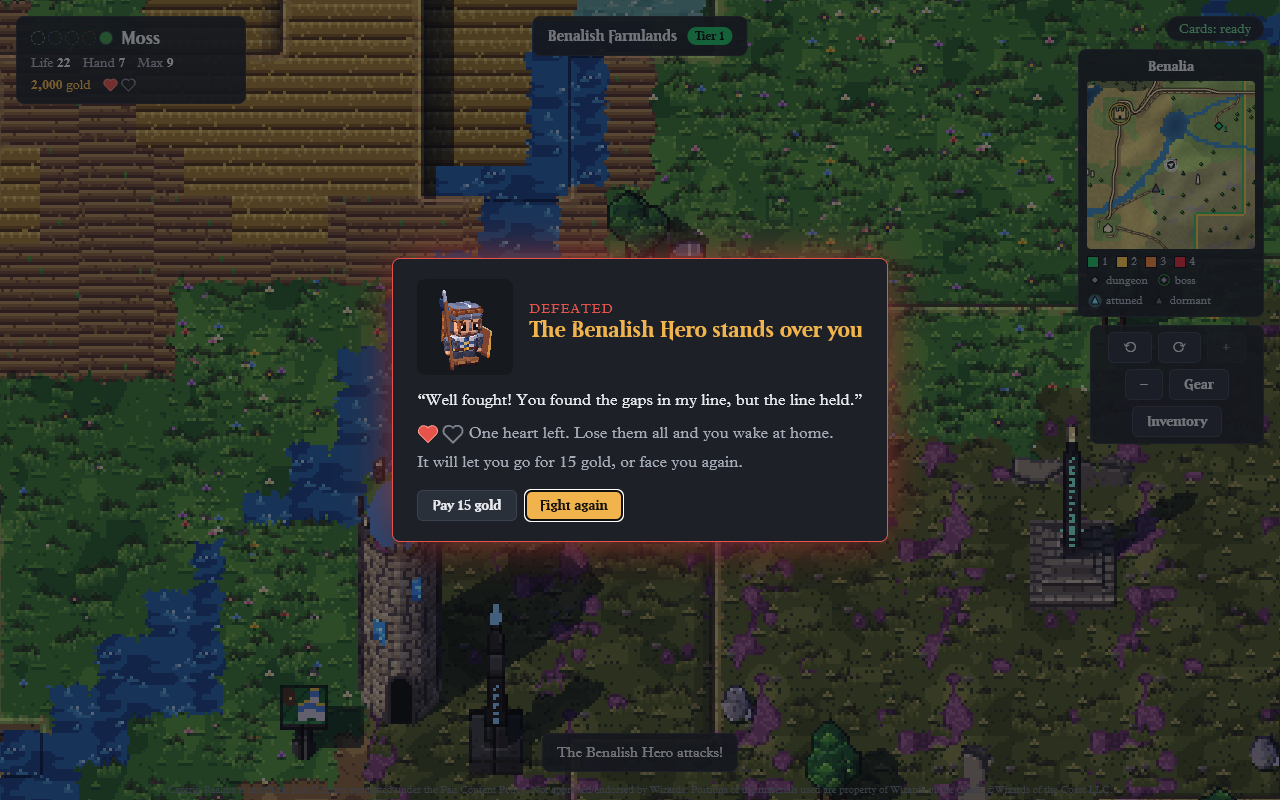 Moss
Life 22 Hand 7 Max 9
2,000 gold
Benalish Farmlands Tier 1
Cards: ready
Benalia
1 2 3 4
dungeon boss
attuned dormant
Gear
Inventory
DEFEATED
The Benalish Hero stands over you
“Well fought! You found the gaps in my line, but the line held.”
One heart left. Lose them all and you wake at home.
It will let you go for 15 gold, or face you again.
Pay 15 gold Fight again
The Benalish Hero attacks!